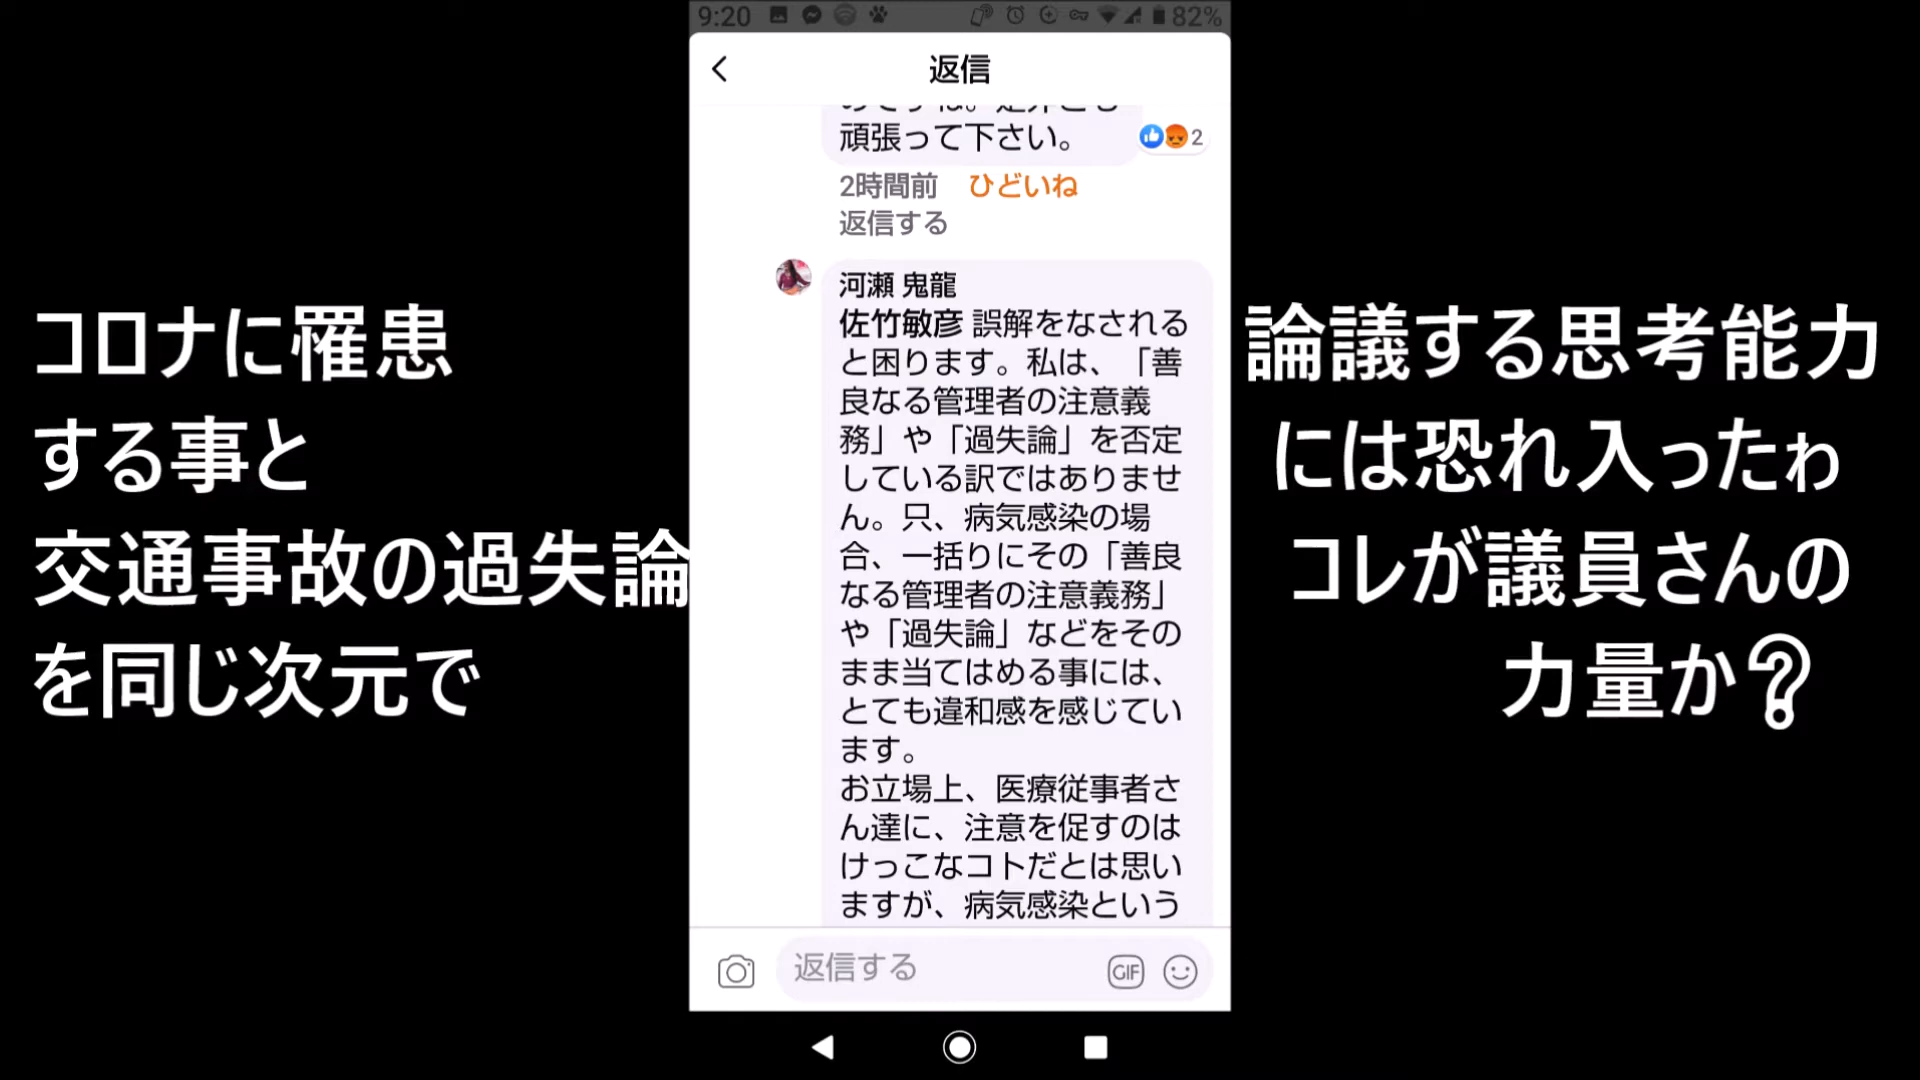 9:20
82%
返信
頑張って下さい。
2
2時間前 ひどいね
返信する
河瀬 鬼龍
佐竹敏彦 誤解をなされる
と困ります。私は、「善
良なる管理者の注意義
務」や「過失論」を否定
している訳ではありませ
ん。只、病気感染の場
合、一括りにその「善良
なる管理者の注意義務」
や「過失論」などをその
まま当てはめる事には、
とても違和感を感じてい
ます。
お立場上、医療従事者さ
ん達に、注意を促すのは
けっこなコトだとは思い
ますが、病気感染という
返信する
GIF
コロナに罹患
する事と
交通事故の過失論
を同じ次元で
論議する思考能力
には恐れ入ったゎ
コレが議員さんの
力量か?